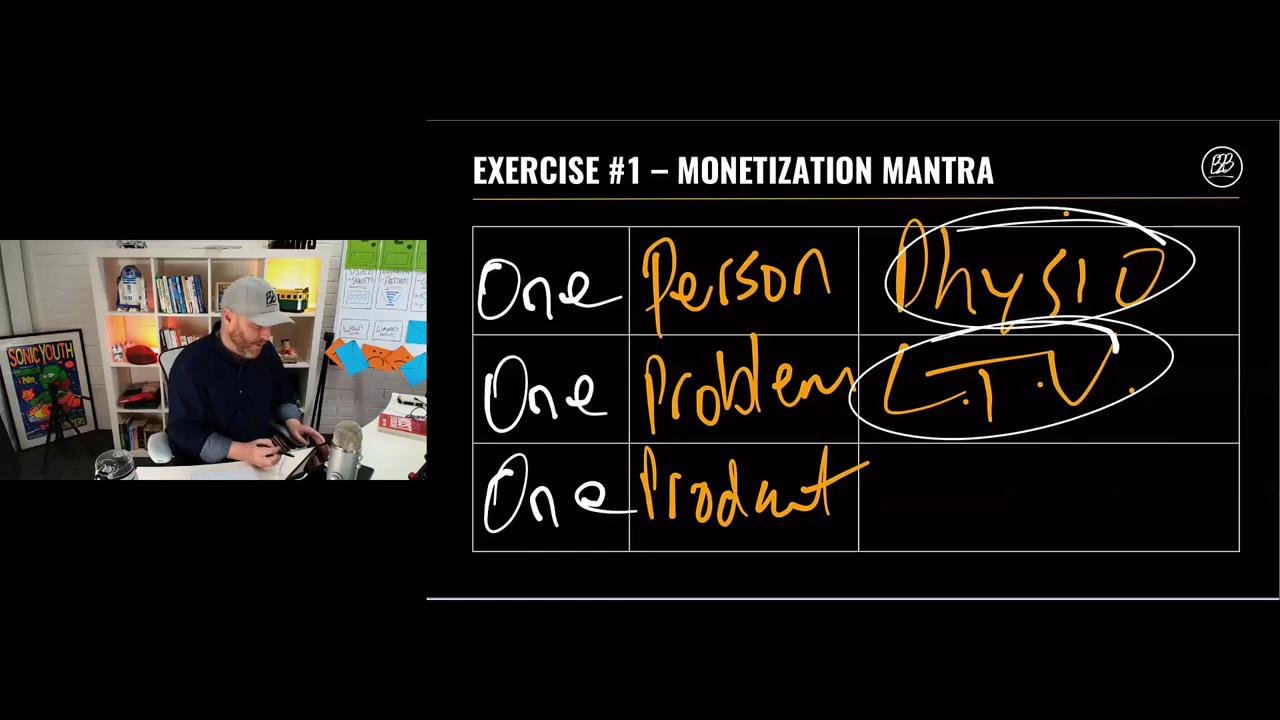 EXERCISE #1 – MONETIZATION MANTRA
One Person Physio
One Problem L.T.V.
One Product
SONIC YOUTH